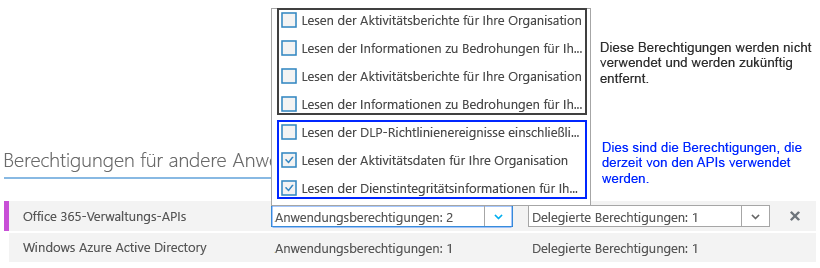 Lesen der Aktivitätsberichte für Ihre Organisation
Lesen der Informationen zu Bedrohungen für Ih...
Lesen der Aktivitätsberichte für Ihre Organisation
Lesen der Informationen zu Bedrohungen für Ih...
Diese Berechtigungen werden nicht
verwendet und werden zukünftig
entfernt.
Lesen der DLP-Richtlinienereignisse einschließli...
Lesen der Aktivitätsdaten für Ihre Organisation
Lesen der Dienstintegritätsinformationen für Ih...
Dies sind die Berechtigungen, die
derzeit von den APIs verwendet
werden.
Berechtigungen für andere Anw
Office 365-Verwaltungs-APIs Anwendungsberechtigungen: 2 Delegierte Berechtigungen: 1
Windows Azure Active Directory Anwendungsberechtigungen: 1 Delegierte Berechtigungen: 1